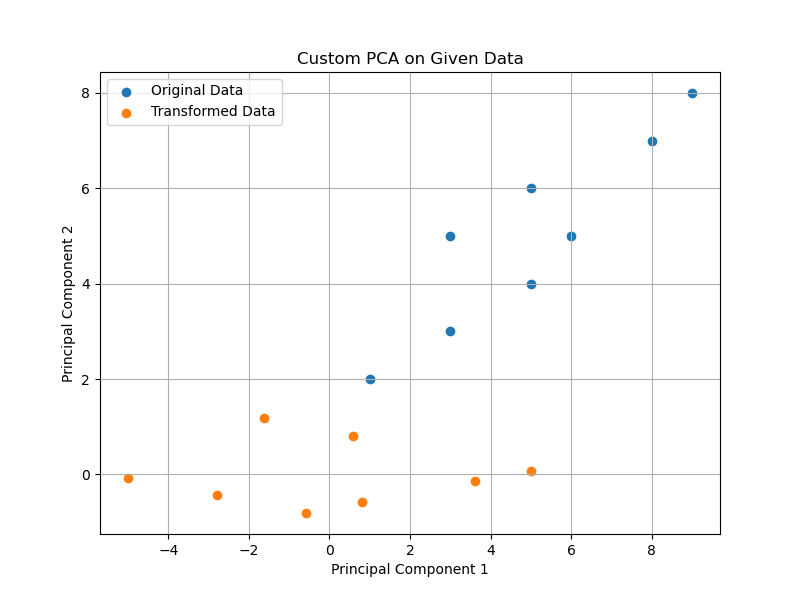 Custom PCA on Given Data
Original Data
Transformed Data
8
6
4
2
0
−4
−2
0
2
4
6
8
Principal Component 2
Principal Component 1